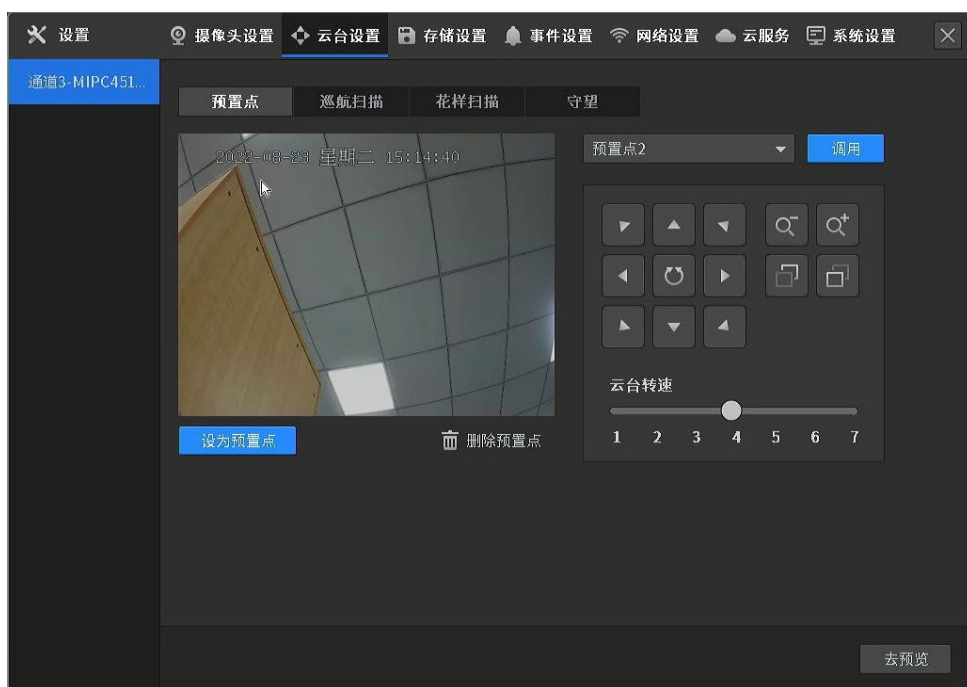 设置 摄像头设置 云台设置 存储设置 事件设置 网络设置 云服务 系统设置
通道3-MIPC451...
预置点 巡航扫描 花样扫描 守望
2022-08-23 星期二 15:14:40
预置点2 调用
云台转速
1 2 3 4 5 6 7
设为预置点 删除预置点
去预览